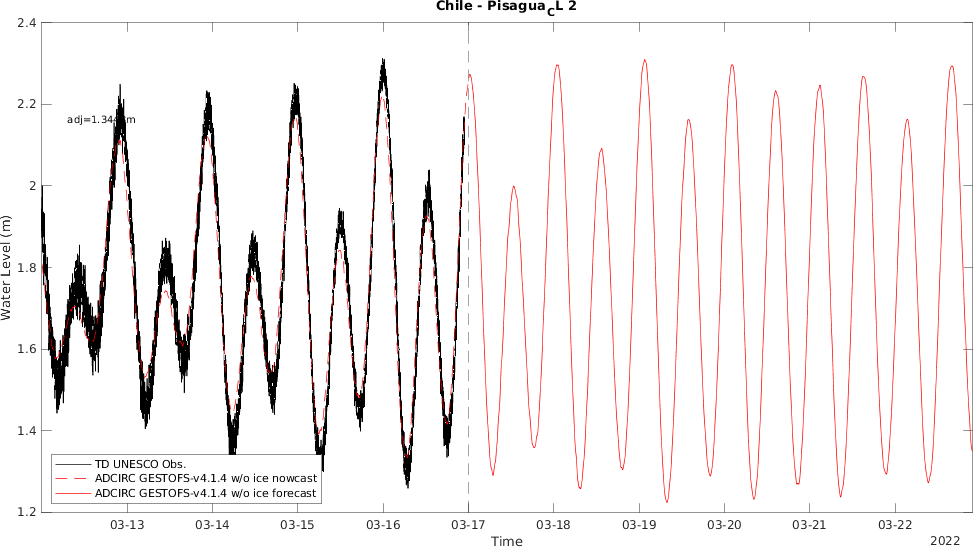 Chile - Pisagua_CL 2
2.4
2.2
2
1.8
1.6
1.4
1.2
Water Level (m)
adj=1.344m
TD UNESCO Obs.
ADCIRC GESTOFS-v4.1.4 w/o ice nowcast
ADCIRC GESTOFS-v4.1.4 w/o ice forecast
03-13 03-14 03-15 03-16 03-17 03-18 03-19 03-20 03-21 03-22
Time
2022